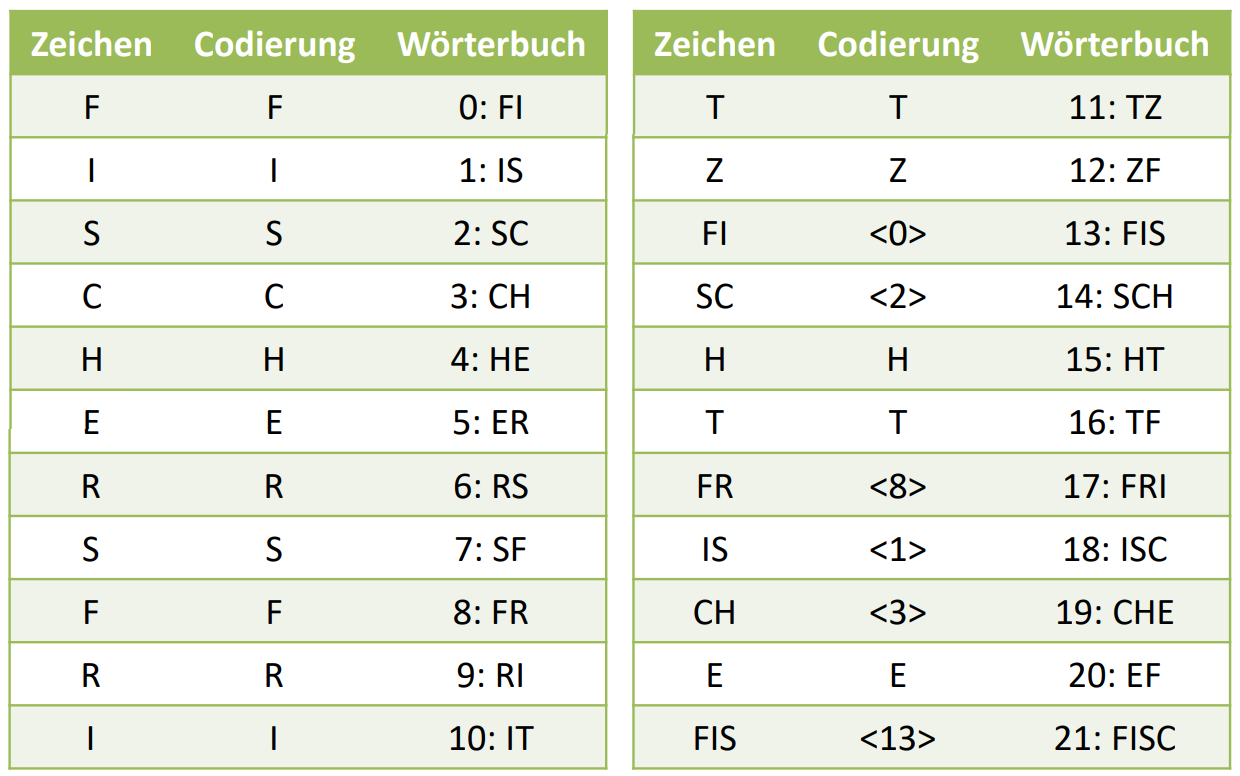 Zeichen Codierung Wörterbuch
F F 0: FI
I I 1: IS
S S 2: SC
C C 3: CH
H H 4: HE
E E 5: ER
R R 6: RS
S S 7: SF
F F 8: FR
R R 9: RI
I I 10: IT
Zeichen Codierung Wörterbuch
T T 11: TZ
Z Z 12: ZF
FI <0> 13: FIS
SC <2> 14: SCH
H H 15: HT
T T 16: TF
FR <8> 17: FRI
IS <1> 18: ISC
CH <3> 19: CHE
E E 20: EF
FIS <13> 21: FISC